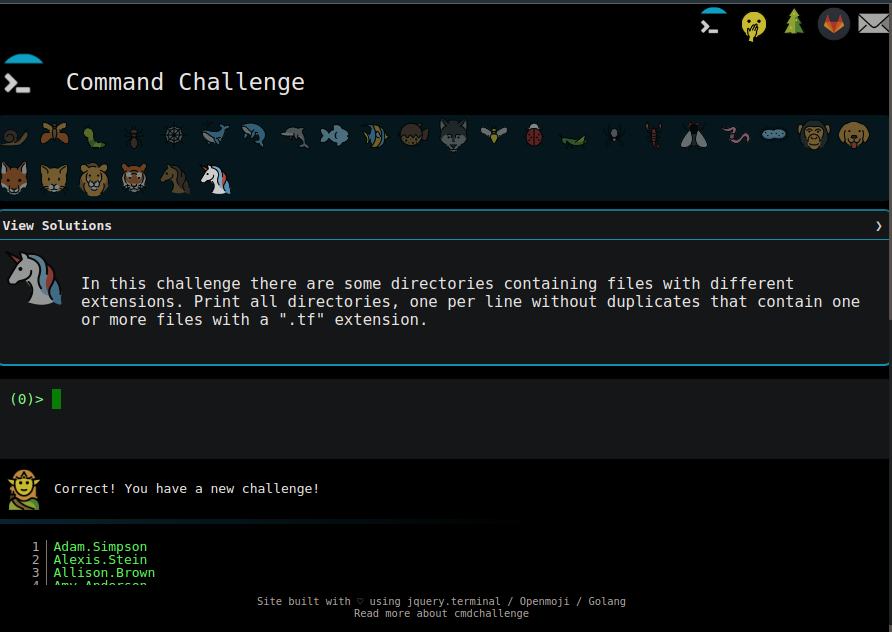 Command Challenge
View Solutions ❯
In this challenge there are some directories containing files with different
extensions. Print all directories, one per line without duplicates that contain one
or more files with a ".tf" extension.
(0)>
Correct! You have a new challenge!
1 Adam.Simpson
2 Alexis.Stein
3 Allison.Brown
4 Amy.Anderson
Site built with ♡ using jquery.terminal / Openmoji / Golang
Read more about cmdchallenge